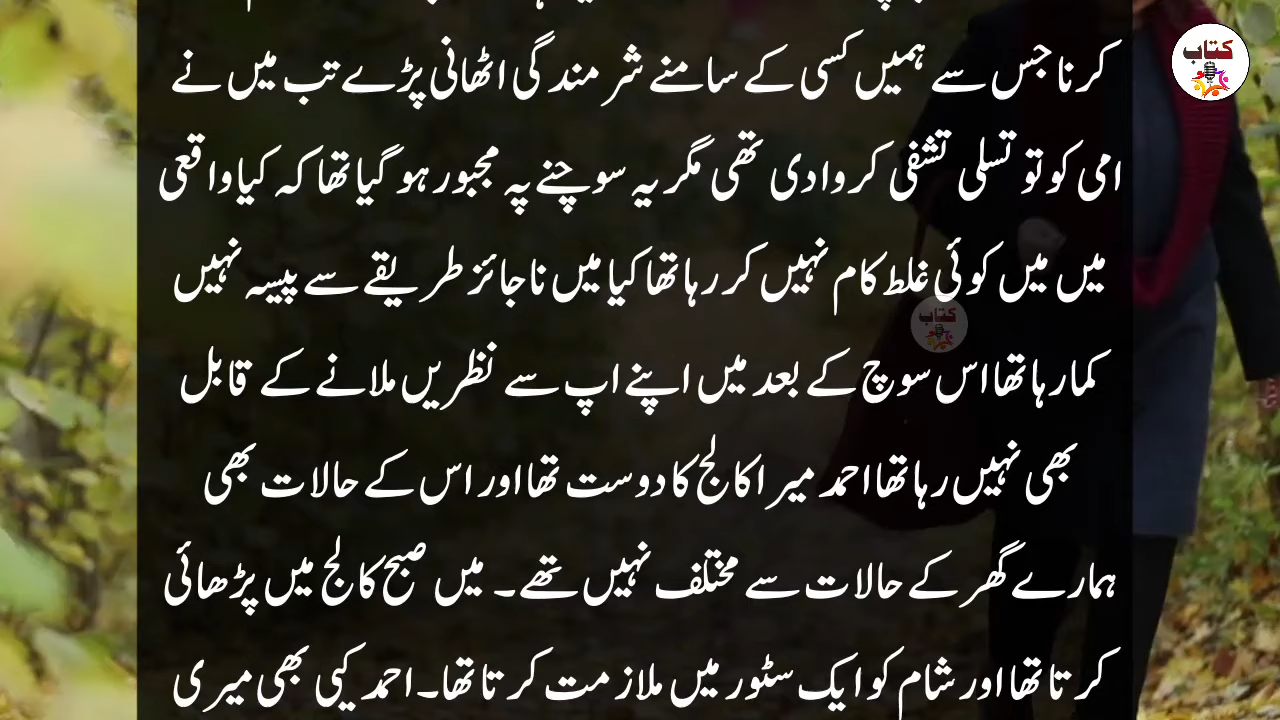 کتاب
کرنا جس سے ہمیں کسی کے سامنے شرمندگی اٹھانی پڑے تب میں نے
امی کو تو تسلی تشفی کروا دی تھی مگر یہ سوچنے پہ مجبور ہو گیا تھا کہ کیا واقعی
میں میں کوئی غلط کام نہیں کر رہا تھا کیا میں ناجائز طریقے سے پیسہ نہیں
کتاب
کما رہا تھا اس سوچ کے بعد میں اپنے اپ سے نظریں ملانے کے قابل
بھی نہیں رہا تھا احمد میرا کالج کا دوست تھا اور اس کے حالات بھی
ہمارے گھر کے حالات سے مختلف نہیں تھے۔ میں صبح کالج میں پڑھائی
کرتا تھا اور شام کو ایک سٹور میں ملازمت کرتا تھا۔ احمد کیی بھی میری